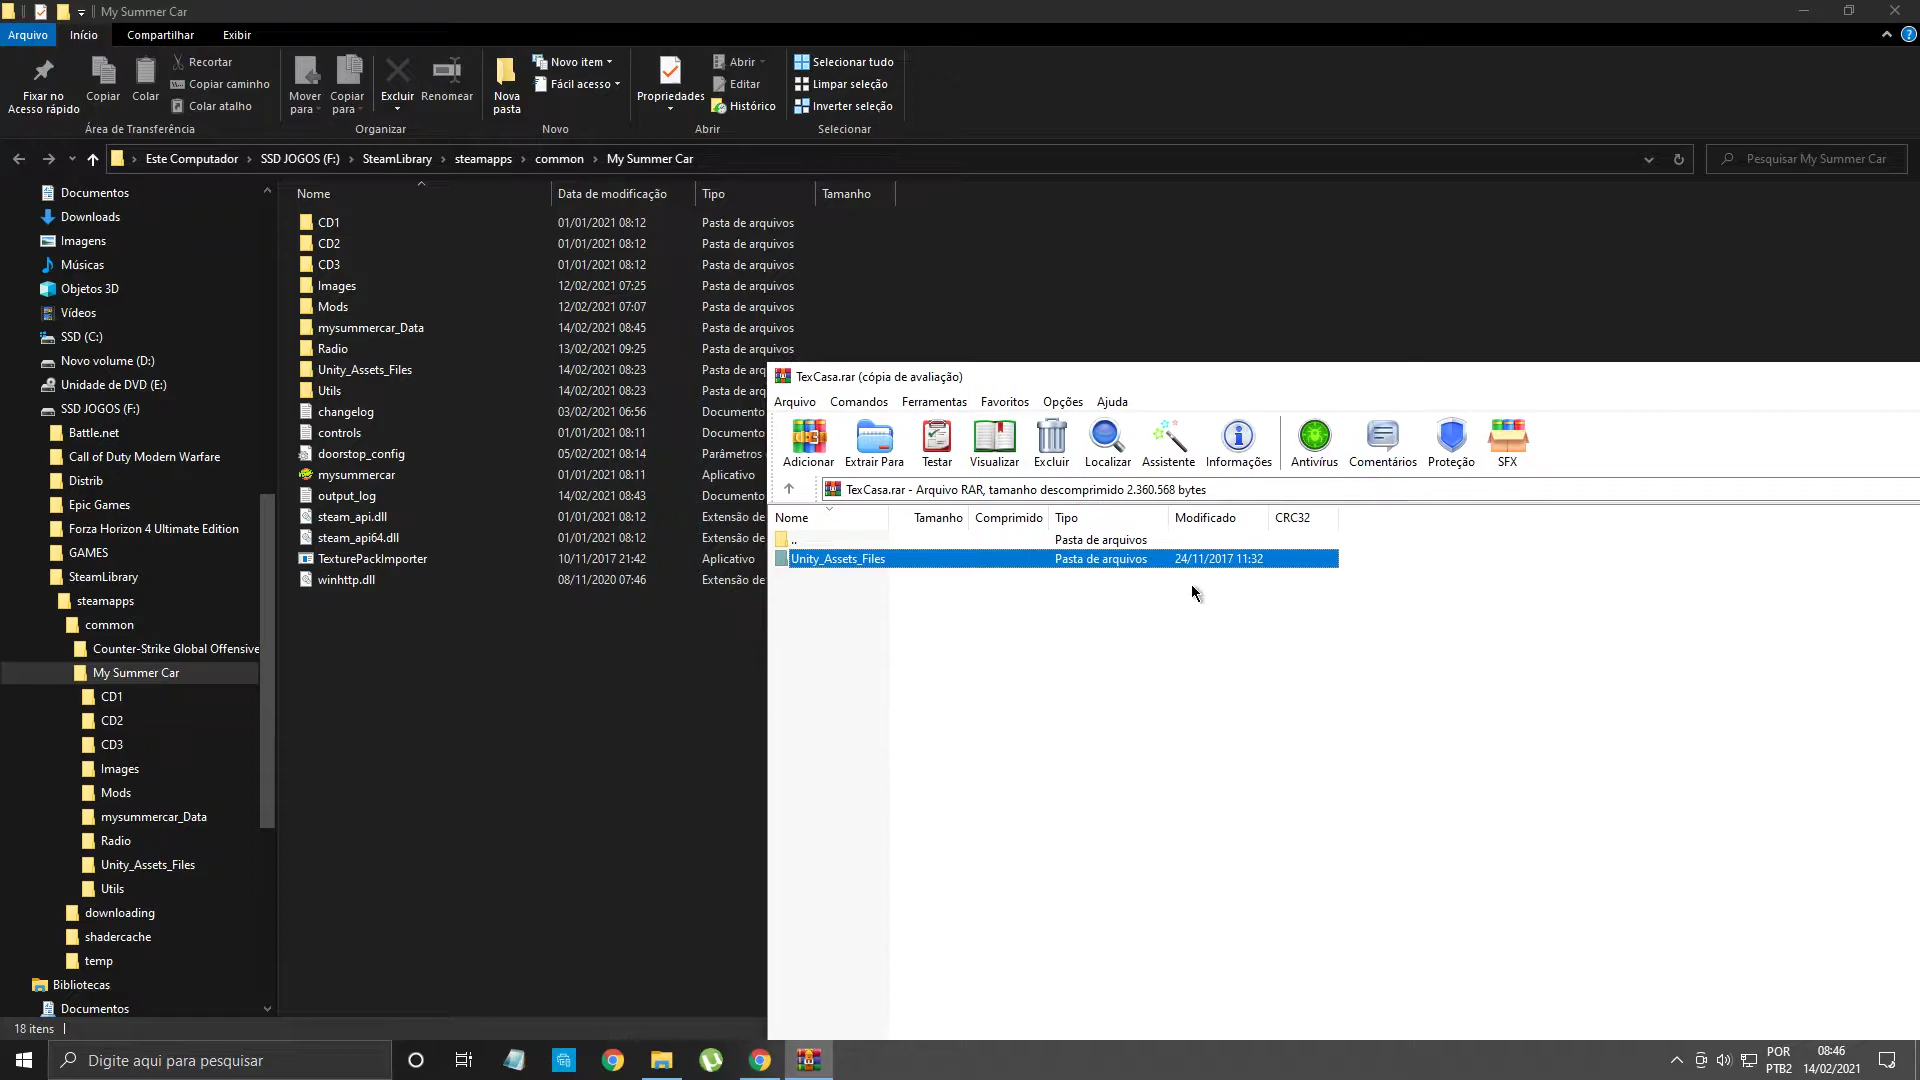 My Summer Car
Arquivo Início Compartilhar Exibir
Fixar no Acesso rápido
Copiar
Colar
Recortar
Copiar caminho
Colar atalho
Área de Transferência
Mover para
Copiar para
Excluir
Renomear
Organizar
Nova pasta
Novo item
Fácil acesso
Novo
Propriedades
Abrir
Editar
Histórico
Abrir
Selecionar tudo
Limpar seleção
Inverter seleção
Selecionar
Este Computador > SSD JOGOS (F:) > SteamLibrary > steamapps > common > My Summer Car
Pesquisar My Summer Car
Documentos
Downloads
Imagens
Músicas
Objetos 3D
Vídeos
SSD (C:)
Novo volume (D:)
Unidade de DVD (E:)
SSD JOGOS (F:)
Battle.net
Call of Duty Modern Warfare
Distrib
Epic Games
Forza Horizon 4 Ultimate Edition
GAMES
SteamLibrary
steamapps
common
Counter-Strike Global Offensive
My Summer Car
CD1
CD2
CD3
Images
Mods
mysummercar_Data
Radio
Unity_Assets_Files
Utils
downloading
shadercache
temp
Bibliotecas
Documentos
18 itens
Nome Data de modificação Tipo Tamanho
CD1 01/01/2021 08:12 Pasta de arquivos
CD2 01/01/2021 08:12 Pasta de arquivos
CD3 01/01/2021 08:12 Pasta de arquivos
Images 12/02/2021 07:25 Pasta de arquivos
Mods 12/02/2021 07:07 Pasta de arquivos
mysummercar_Data 14/02/2021 08:45 Pasta de arquivos
Radio 13/02/2021 09:25 Pasta de arquivos
Unity_Assets_Files 14/02/2021 08:23 Pasta de arq
Utils 14/02/2021 08:23 Pasta de arq
changelog 03/02/2021 06:56 Documento
controls 01/01/2021 08:11 Documento
doorstop_config 05/02/2021 08:14 Parâmetros
mysummercar 01/01/2021 08:11 Aplicativo
output_log 14/02/2021 08:43 Documento
steam_api.dll 01/01/2021 08:12 Extensão de
steam_api64.dll 01/01/2021 08:12 Extensão de
TexturePackImporter 10/11/2017 21:42 Aplicativo
winhttp.dll 08/11/2020 07:46 Extensão de
TexCasa.rar (cópia de avaliação)
Arquivo Comandos Ferramentas Favoritos Opções Ajuda
Adicionar Extrair Para Testar Visualizar Excluir Localizar Assistente Informações Antivírus Comentários Proteção SFX
TexCasa.rar - Arquivo RAR, tamanho descomprimido 2.360.568 bytes
Nome Tamanho Comprimido Tipo Modificado CRC32
.. Pasta de arquivos
Unity_Assets_Files Pasta de arquivos 24/11/2017 11:32
Digite aqui para pesquisar
POR
PTB2
08:46
14/02/2021